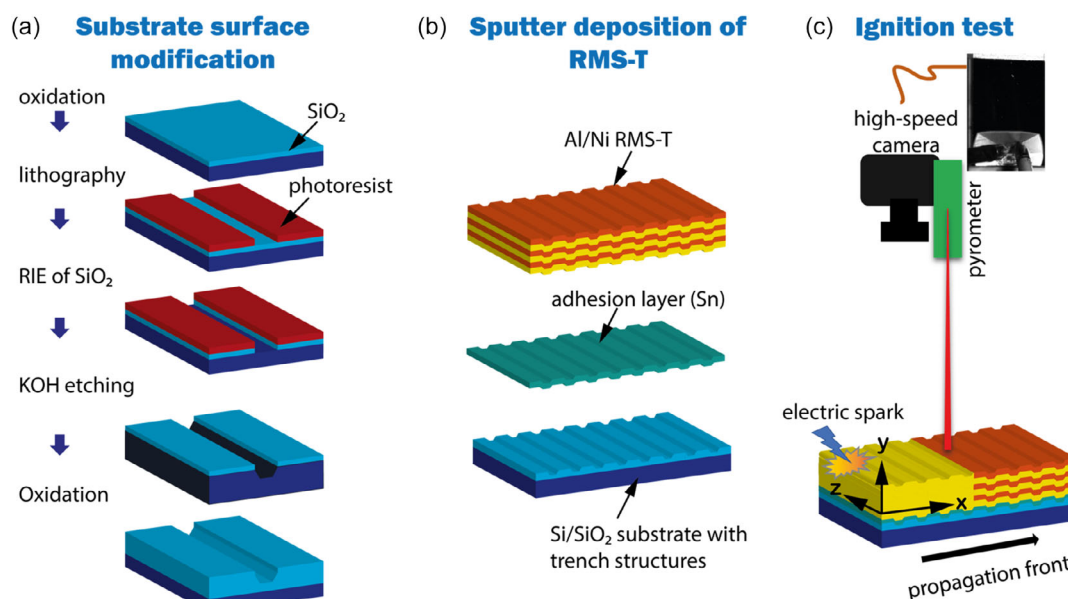 (a) Substrate surface
modification
oxidation
SiO₂
lithography
photoresist
RIE of SiO₂
KOH etching
Oxidation
(b) Sputter deposition of
RMS-T
Al/Ni RMS-T
adhesion layer (Sn)
Si/SiO₂ substrate with
trench structures
(c) Ignition test
high-speed
camera
pyrometer
electric spark
y
z
x
propagation front